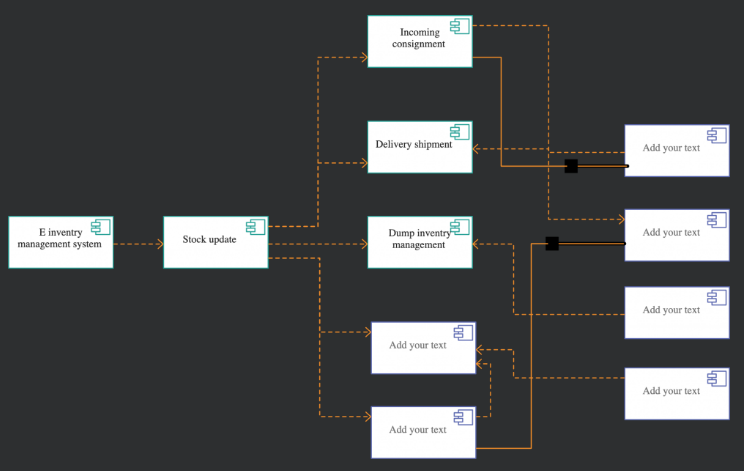 Incoming
consignment
Delivery shipment
Add your text
E inventry
management system
Stock update
Dump inventry
management
Add your text
Add your text
Add your text
Add your text
Add your text